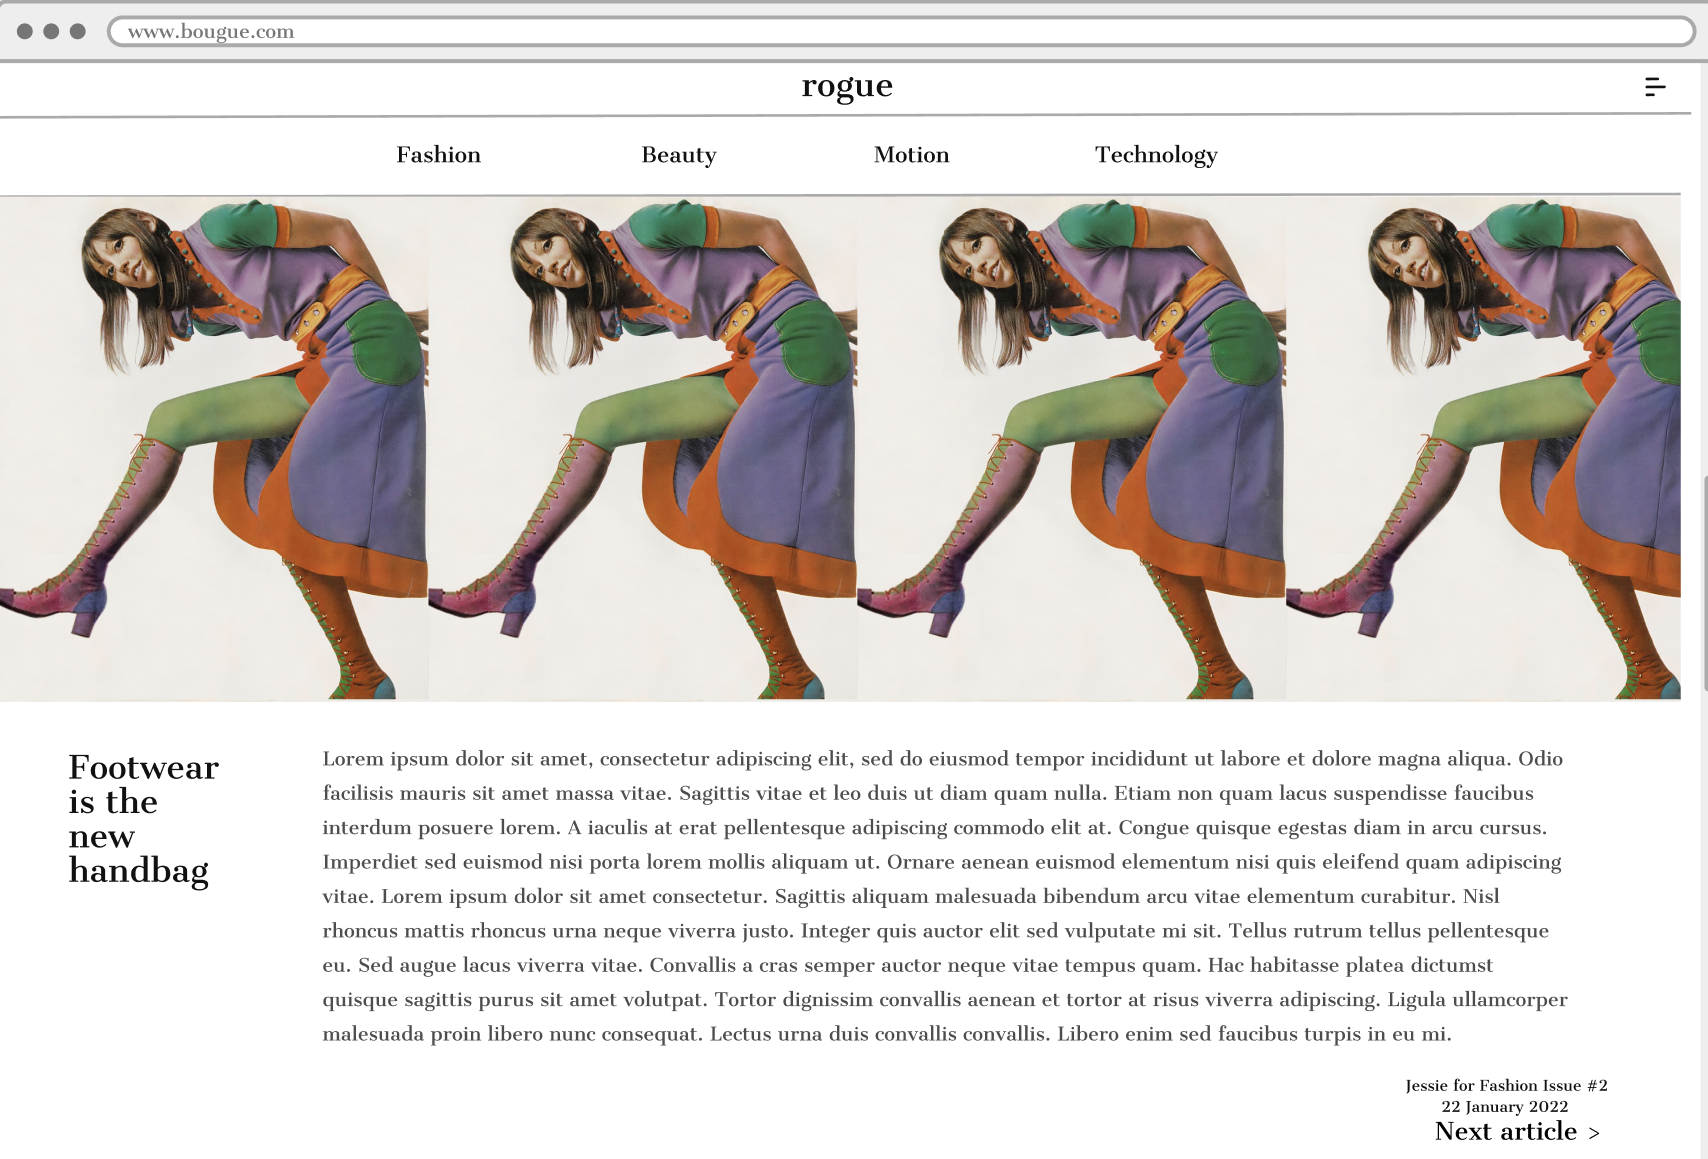 www.bougue.com
rogue
Fashion Beauty Motion Technology
Footwear
is the
new
handbag
Lorem ipsum dolor sit amet, consectetur adipiscing elit, sed do eiusmod tempor incididunt ut labore et dolore magna aliqua. Odio
facilisis mauris sit amet massa vitae. Sagittis vitae et leo duis ut diam quam nulla. Etiam non quam lacus suspendisse faucibus
interdum posuere lorem. A iaculis at erat pellentesque adipiscing commodo elit at. Congue quisque egestas diam in arcu cursus.
Imperdiet sed euismod nisi porta lorem mollis aliquam ut. Ornare aenean euismod elementum nisi quis eleifend quam adipiscing
vitae. Lorem ipsum dolor sit amet consectetur. Sagittis aliquam malesuada bibendum arcu vitae elementum curabitur. Nisl
rhoncus mattis rhoncus urna neque viverra justo. Integer quis auctor elit sed vulputate mi sit. Tellus rutrum tellus pellentesque
eu. Sed augue lacus viverra vitae. Convallis a cras semper auctor neque vitae tempus quam. Hac habitasse platea dictumst
quisque sagittis purus sit amet volutpat. Tortor dignissim convallis aenean et tortor at risus viverra adipiscing. Ligula ullamcorper
malesuada proin libero nunc consequat. Lectus urna duis convallis convallis. Libero enim sed faucibus turpis in eu mi.
Jessie for Fashion Issue #2
22 January 2022
Next article >